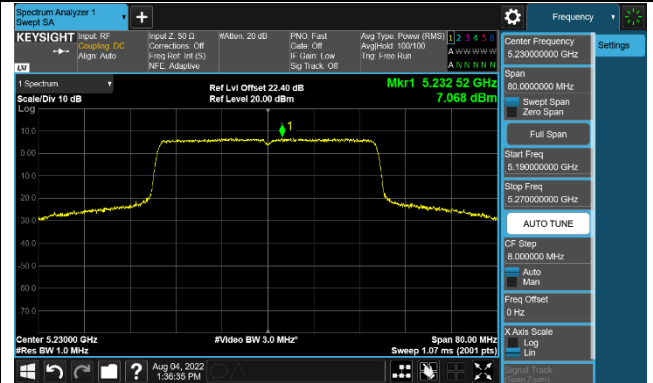 Spectrum Analyzer 1
Swept SA
Frequency
KEYSIGHT
Input: RF
Coupling: DC
Align: Auto
Input Z: 50 Ω
Corrections: Off
Freq Ref: Int (S)
NFE: Adaptive
#Atten: 20 dB
PNO: Fast
Gate: Off
IF Gain: Low
Sig Track: Off
Avg Type: Power (RMS)
Avg|Hold: 100/100
Trig: Free Run
1 2 3 4 5 6
A W W W W W
A N N N N N
LXI
1 Spectrum
Scale/Div 10 dB
Log
Ref Lvl Offset 22.40 dB
Ref Level 20.00 dBm
Mkr1 5.232 52 GHz
7.068 dBm
1
10.0
0.00
-10.0
-20.0
-30.0
-40.0
-50.0
-60.0
-70.0
Center 5.23000 GHz
#Res BW 1.0 MHz
#Video BW 3.0 MHz*
Span 80.00 MHz
Sweep 1.07 ms (2001 pts)
Aug 04, 2022
1:36:35 PM
Center Frequency
5.230000000 GHz
Span
80.0000000 MHz
Swept Span
Zero Span
Full Span
Start Freq
5.190000000 GHz
Stop Freq
5.270000000 GHz
AUTO TUNE
CF Step
8.000000 MHz
Auto
Man
Freq Offset
0 Hz
X Axis Scale
Log
Lin
Signal Track
(Span Zoom)
Settings